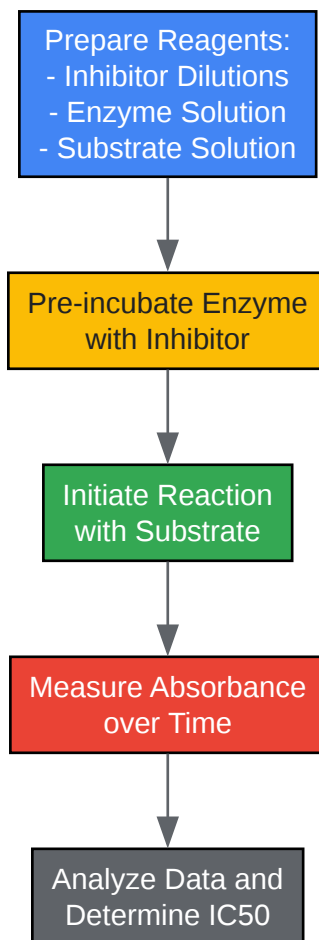 Prepare Reagents:
- Inhibitor Dilutions
- Enzyme Solution
- Substrate Solution
Pre-incubate Enzyme
with Inhibitor
Initiate Reaction
with Substrate
Measure Absorbance
over Time
Analyze Data and
Determine IC50